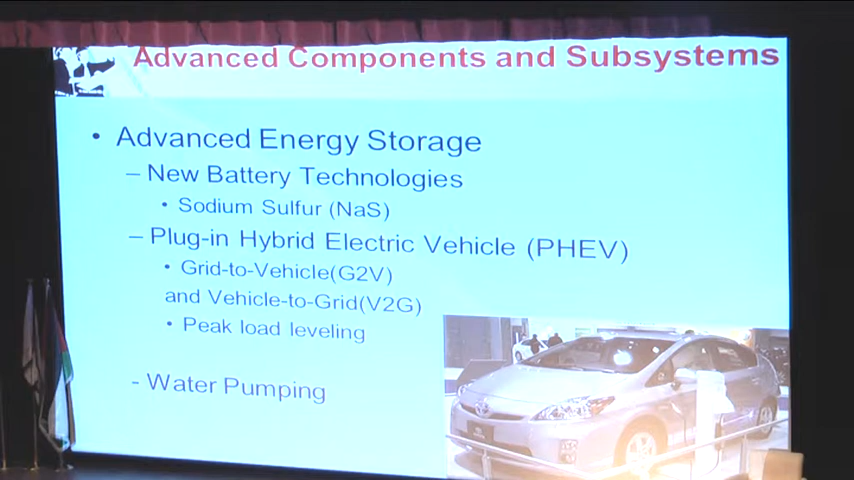 Advanced Components and Subsystems
• Advanced Energy Storage
– New Battery Technologies
• Sodium Sulfur (NaS)
– Plug-in Hybrid Electric Vehicle (PHEV)
• Grid-to-Vehicle(G2V)
and Vehicle-to-Grid(V2G)
• Peak load leveling
- Water Pumping